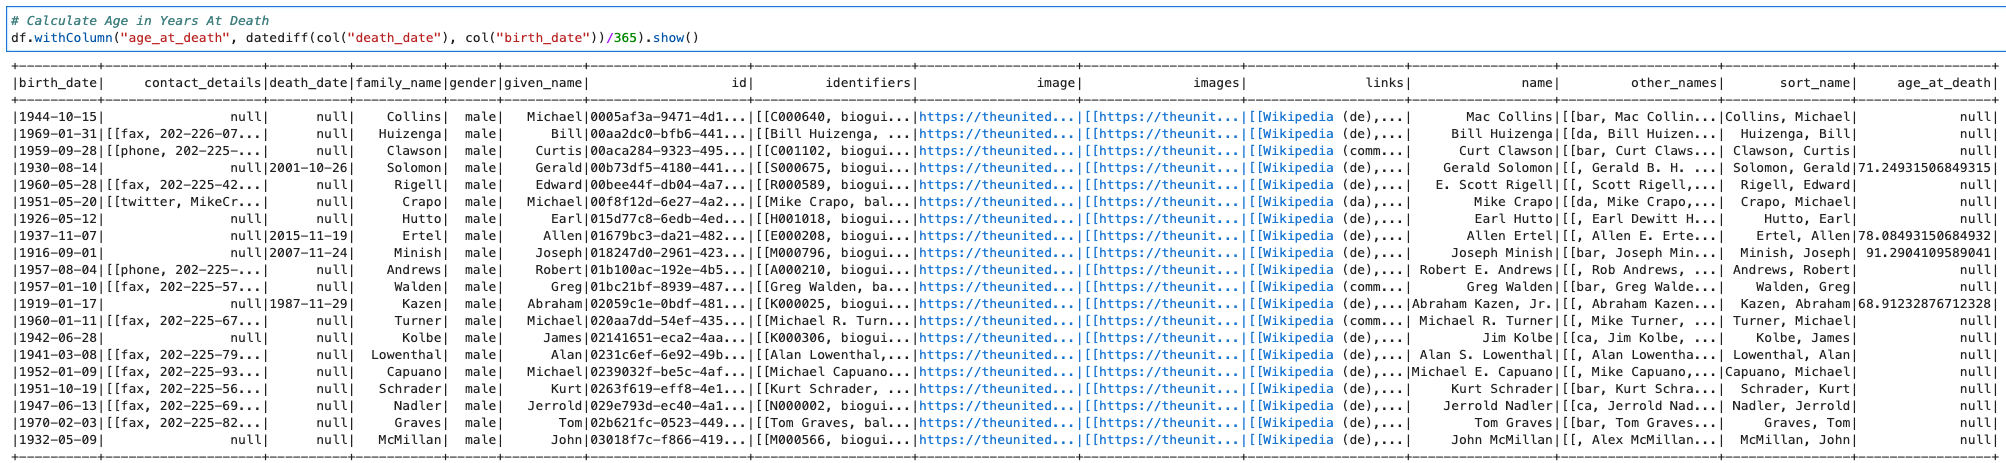 # Calculate Age in Years At Death
df.withColumn("age_at_death", datediff(col("death_date"), col("birth_date"))/365).show()
+----------+--------------------+----------+-----------+------+----------+--------------------+--------------------+--------------------+--------------------+--------------------+------------------+--------------------+-----------------+-----------------+
|birth_date|     contact_details|death_date|family_name|gender|given_name|                  id|         identifiers|               image|              images|               links|              name|         other_names|        sort_name|     age_at_death|
+----------+--------------------+----------+-----------+------+----------+--------------------+--------------------+--------------------+--------------------+--------------------+------------------+--------------------+-----------------+-----------------+
|1944-10-15|                null|      null|    Collins|  male|   Michael|0005af3a-9471-4d1...|[[C000640, biogui...|https://theunited...|[[https://theunit...|[[Wikipedia (de),...|       Mac Collins|[[bar, Mac Collin...|Collins, Michael|             null|
|1969-01-31|[[fax, 202-226-07...|      null|   Huizenga|  male|      Bill|00aa2dc0-bfb6-441...|[[Bill Huizenga, ...|https://theunited...|[[https://theunit...|[[Wikipedia (de),...|     Bill Huizenga|[[da, Bill Huizen...|  Huizenga, Bill|             null|
|1959-09-28|[[phone, 202-225-...|      null|    Clawson|  male|    Curtis|00aca284-9323-495...|[[C001102, biogui...|https://theunited...|[[https://theunit...|[[Wikipedia (comm...|      Curt Clawson|[[bar, Curt Claws...| Clawson, Curtis|             null|
|1930-08-14|                null|2001-10-26|    Solomon|  male|    Gerald|00b73df5-4180-441...|[[S000675, biogui...|https://theunited...|[[https://theunit...|[[Wikipedia (de),...|    Gerald Solomon|[[, Gerald B. H. ...| Solomon, Gerald|71.24931506849315|
|1960-05-28|[[fax, 202-225-42...|      null|     Rigell|  male|    Edward|00bee44f-db04-4a7...|[[R000589, biogui...|https://theunited...|[[https://theunit...|[[Wikipedia (de),...|   E. Scott Rigell|[[, Scott Rigell,...|  Rigell, Edward|             null|
|1951-05-20|[[twitter, MikeCr...|      null|      Crapo|  male|   Michael|00f8f12d-6e27-4a2...|[[Mike Crapo, bal...|https://theunited...|[[https://theunit...|[[Wikipedia (da),...|        Mike Crapo|[[da, Mike Crapo,...|  Crapo, Michael|             null|
|1926-05-12|                null|      null|      Hutto|  male|      Earl|015d77c8-6edb-4ed...|[[H001018, biogui...|https://theunited...|[[https://theunit...|[[Wikipedia (de),...|        Earl Hutto|[[, Earl Dewitt H...|     Hutto, Earl|             null|
|1937-11-07|                null|2015-11-19|      Ertel|  male|     Allen|01679bc3-da21-482...|[[E000208, biogui...|https://theunited...|[[https://theunit...|[[Wikipedia (de),...|       Allen Ertel|[[, Allen E. Erte...|    Ertel, Allen|78.08493150684932|
|1916-09-01|                null|2007-11-24|     Minish|  male|    Joseph|018247d0-2961-423...|[[M000796, biogui...|https://theunited...|[[https://theunit...|[[Wikipedia (de),...|     Joseph Minish|[[bar, Joseph Min...|  Minish, Joseph| 91.2904109589041|
|1957-08-04|[[phone, 202-225-...|      null|    Andrews|  male|    Robert|01b100ac-192e-4b5...|[[A000210, biogui...|https://theunited...|[[https://theunit...|[[Wikipedia (de),...| Robert E. Andrews|[[, Rob Andrews, ...| Andrews, Robert|             null|
|1957-01-10|[[fax, 202-225-57...|      null|     Walden|  male|      Greg|01bc21bf-8939-487...|[[Greg Walden, ba...|https://theunited...|[[https://theunit...|[[Wikipedia (comm...|       Greg Walden|[[bar, Greg Walde...|    Walden, Greg|             null|
|1919-01-17|                null|1987-11-29|      Kazen|  male|   Abraham|02059c1e-0bdf-481...|[[K000025, biogui...|https://theunited...|[[https://theunit...|[[Wikipedia (de),...|Abraham Kazen, Jr.|[[, Abraham Kazen...|  Kazen, Abraham|68.91232876712328|
|1960-01-11|[[fax, 202-225-67...|      null|     Turner|  male|   Michael|020aa7dd-54ef-435...|[[Michael R. Turn...|https://theunited...|[[https://theunit...|[[Wikipedia (comm...| Michael R. Turner|[[, Mike Turner, ...| Turner, Michael|             null|
|1942-06-28|                null|      null|      Kolbe|  male|     James|02141651-eca2-4aa...|[[K000306, biogui...|https://theunited...|[[https://theunit...|[[Wikipedia (de),...|         Jim Kolbe|[[ca, Jim Kolbe, ...|    Kolbe, James|             null|
|1941-03-08|[[fax, 202-225-79...|      null|  Lowenthal|  male|      Alan|0231c6ef-6e92-49b...|[[Alan Lowenthal,...|https://theunited...|[[https://theunit...|[[Wikipedia (de),...| Alan S. Lowenthal|[[, Alan Lowentha...| Lowenthal, Alan|             null|
|1952-01-09|[[fax, 202-225-93...|      null|    Capuano|  male|   Michael|0239032f-be5c-4af...|[[Michael Capuano...|https://theunited...|[[https://theunit...|[[Wikipedia (de),...|Michael E. Capuano|[[, Mike Capuano,...|Capuano, Michael|             null|
|1951-10-19|[[fax, 202-225-56...|      null|   Schrader|  male|      Kurt|0263f619-eff8-4e1...|[[Kurt Schrader, ...|https://theunited...|[[https://theunit...|[[Wikipedia (de),...|     Kurt Schrader|[[bar, Kurt Schra...|  Schrader, Kurt|             null|
|1947-06-13|[[fax, 202-225-69...|      null|     Nadler|  male|   Jerrold|029e793d-ec40-4a1...|[[N000002, biogui...|https://theunited...|[[https://theunit...|[[Wikipedia (de),...|    Jerrold Nadler|[[ca, Jerrold Nad...| Nadler, Jerrold|             null|
|1970-02-03|[[fax, 202-225-82...|      null|     Graves|  male|       Tom|02b621fc-0523-449...|[[Tom Graves, bal...|https://theunited...|[[https://theunit...|[[Wikipedia (de),...|        Tom Graves|[[bar, Tom Graves...|     Graves, Tom|             null|
|1932-05-09|                null|      null|   McMillan|  male|      John|03018f7c-f866-419...|[[M000566, biogui...|https://theunited...|[[https://theunit...|[[Wikipedia (de),...|     John McMillan|[[, Alex McMillan...|  McMillan, John|             null|
+----------+--------------------+----------+-----------+------+----------+--------------------+--------------------+--------------------+--------------------+--------------------+------------------+--------------------+-----------------+-----------------+